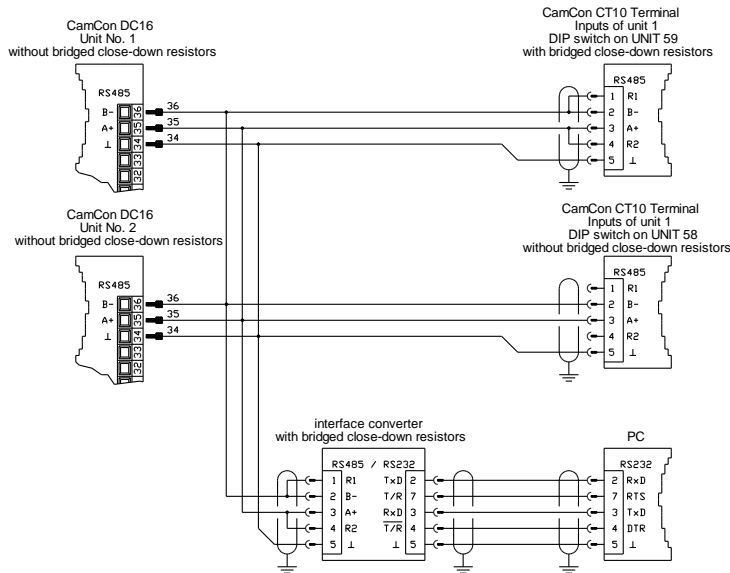 CamCon DC16
Unit No. 1
without bridged close-down resistors
RS485
B-
A+
⊥
36
35
34
33
32
36
35
34
CamCon CT10 Terminal
Inputs of unit 1
DIP switch on UNIT 59
with bridged close-down resistors
RS485
1 R1
2 B-
3 A+
4 R2
5 ⊥
CamCon DC16
Unit No. 2
without bridged close-down resistors
RS485
B-
A+
⊥
36
35
34
33
32
36
35
34
CamCon CT10 Terminal
Inputs of unit 1
DIP switch on UNIT 58
without bridged close-down resistors
RS485
1 R1
2 B-
3 A+
4 R2
5 ⊥
interface converter
with bridged close-down resistors
RS485 / RS232
1 R1 TxD 2
2 B- T/R 7
3 A+ RxD 3
4 R2 T/R 4
5 ⊥ ⊥ 5
PC
RS232
2 RxD
7 RTS
3 TxD
4 DTR
5 ⊥